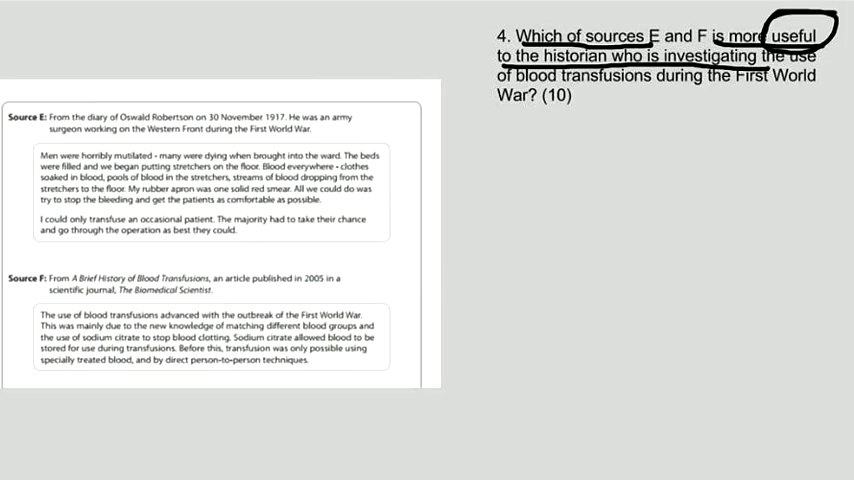 4. Which of sources E and F is more useful
to the historian who is investigating the use
of blood transfusions during the First World
War? (10)
Source E: From the diary of Oswald Robertson on 30 November 1917. He was an army
surgeon working on the Western Front during the First World War.
Men were horribly mutilated - many were dying when brought into the ward. The beds
were filled and we began putting stretchers on the floor. Blood everywhere - clothes
soaked in blood, pools of blood in the stretchers, streams of blood dropping from the
stretchers to the floor. My rubber apron was one solid red smear. All we could do was
try to stop the bleeding and get the patients as comfortable as possible.
I could only transfuse an occasional patient. The majority had to take their chance
and go through the operation as best they could.
Source F: From A Brief History of Blood Transfusions, an article published in 2005 in a
scientific journal, The Biomedical Scientist.
The use of blood transfusions advanced with the outbreak of the First World War.
This was mainly due to the new knowledge of matching different blood groups and
the use of sodium citrate to stop blood clotting. Sodium citrate allowed blood to be
stored for use during transfusions. Before this, transfusion was only possible using
specially treated blood, and by direct person-to-person techniques.